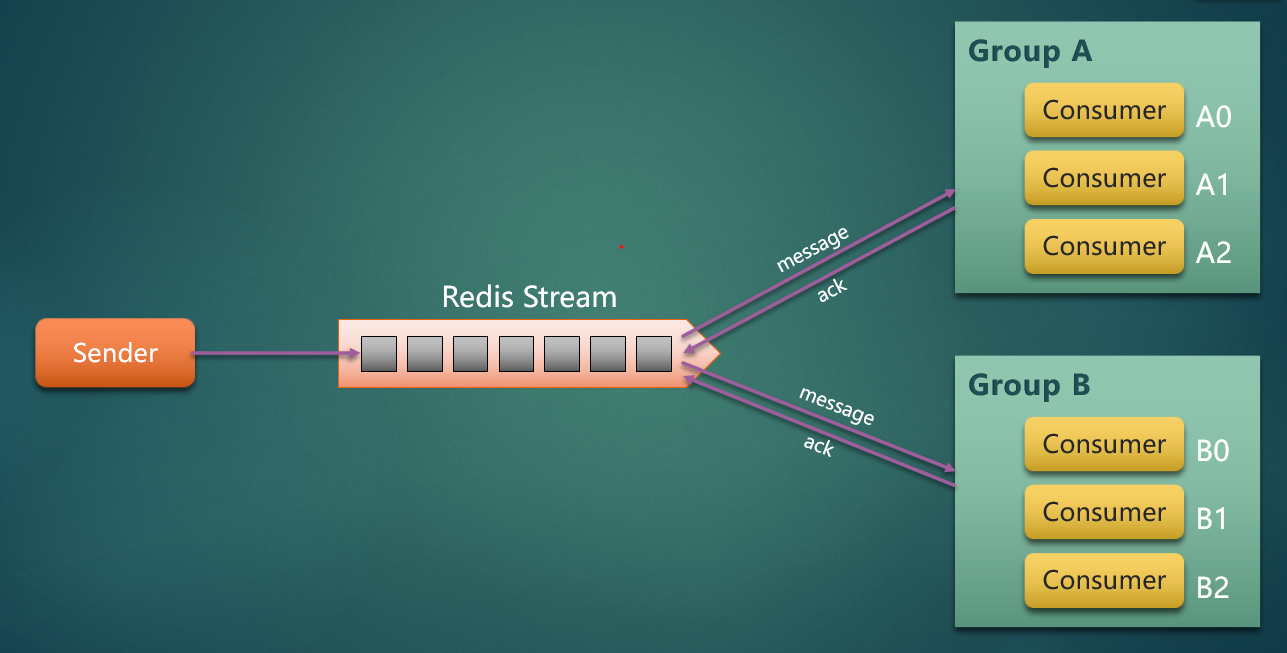 Group A
Consumer A0
Consumer A1
Consumer A2
message
ack
Redis Stream
Sender
Group B
message
ack
Consumer B0
Consumer B1
Consumer B2